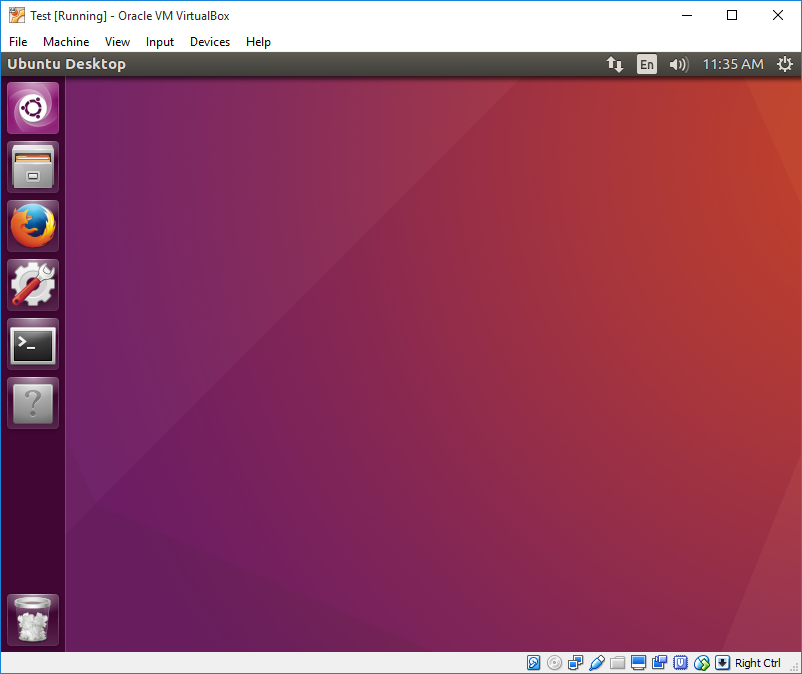 Test [Running] - Oracle VM VirtualBox
File Machine View Input Devices Help
Ubuntu Desktop En 11:35 AM
>_
?
Right Ctrl